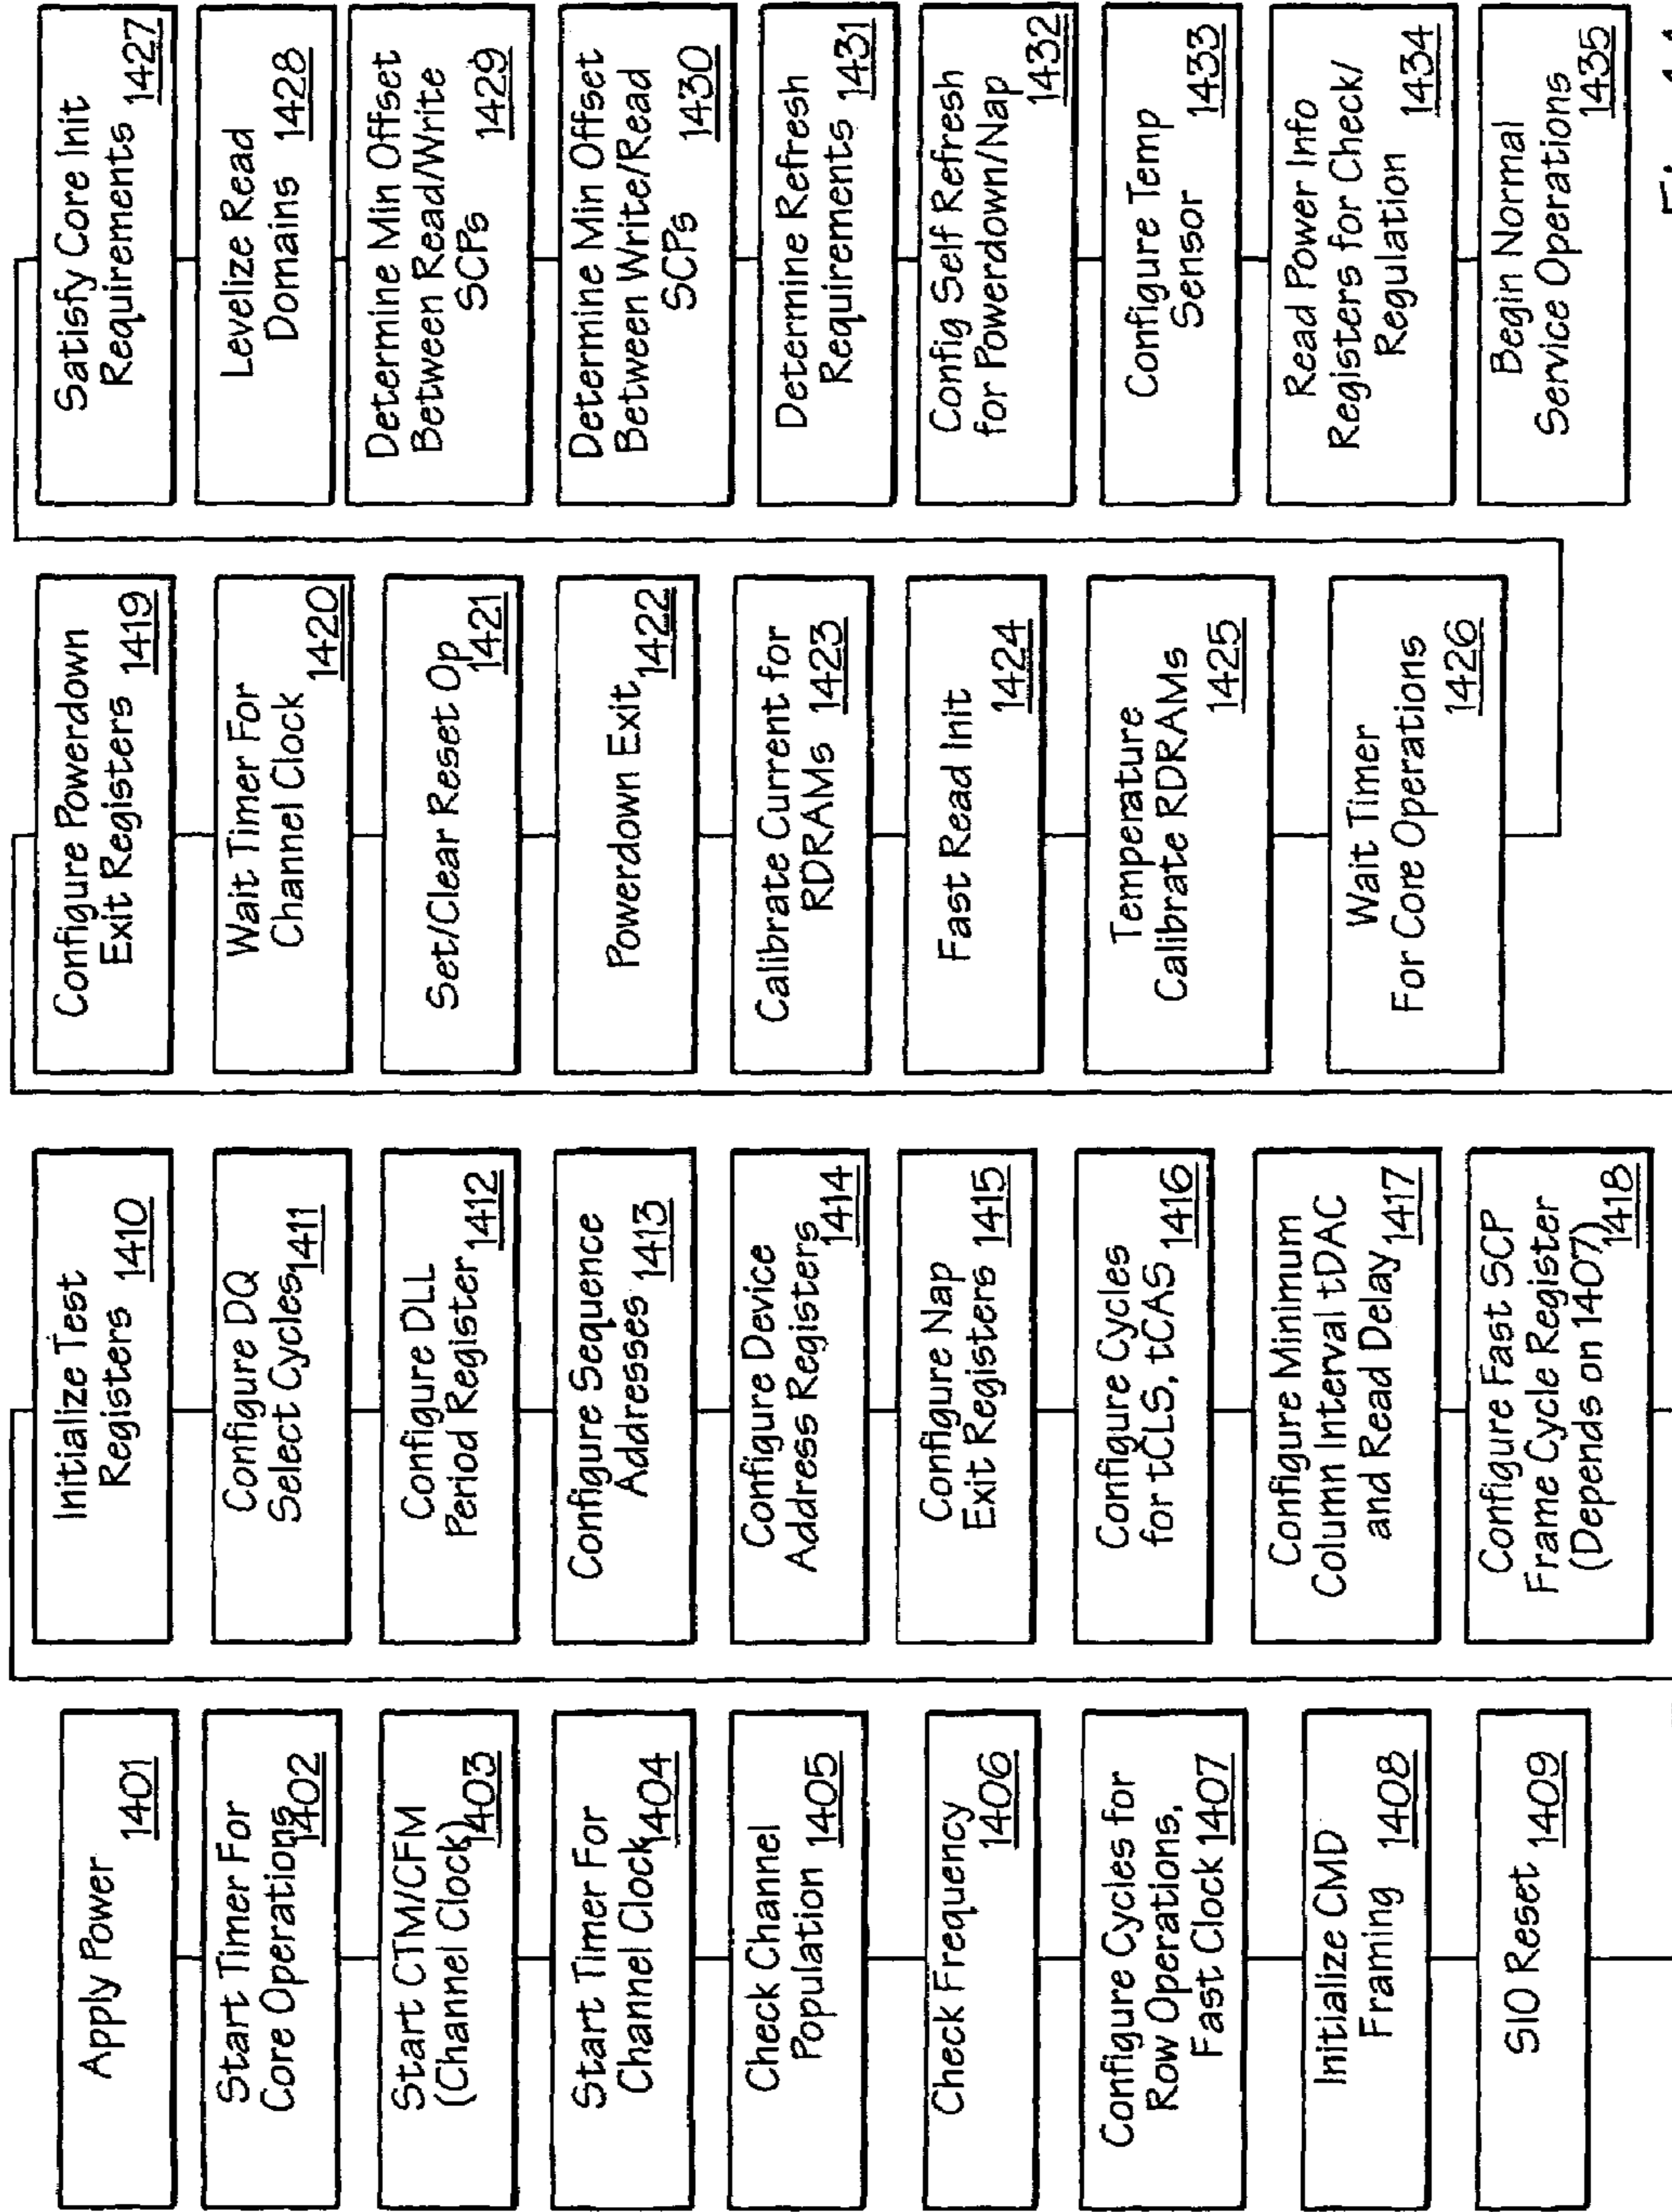 Apply Power
1401
Start Timer For
Core Operations 1402
Start CTM/CFM
(Channel Clock) 1403
Start Timer For
Channel Clock 1404
Check Channel
Population 1405
Check Frequency
1406
Configure Cycles for
Row Operations,
Fast Clock 1407
Initialize CMD
Framing 1408
SIO Reset 1409
Initialize Test
Registers 1410
Configure DQ
Select Cycles 1411
Configure DLL
Period Register 1412
Configure Sequence
Addresses 1413
Configure Device
Address Registers 1414
Configure Nap
Exit Registers 1415
Configure Cycles
for tCLS, tCAS 1416
Configure Minimum
Column Interval tDAC
and Read Delay 1417
Configure Fast SCP
Frame Cycle Register
(Depends on 1407) 1418
Configure Powerdown
Exit Registers 1419
Wait Timer For
Channel Clock 1420
Set/Clear Reset Op
1421
Powerdown Exit 1422
Calibrate Current for
RDRAMs 1423
Fast Read Init
1424
Temperature
Calibrate RDRAMs
1425
Wait Timer
For Core Operations
1426
Satisfy Core Init
Requirements 1427
Levelize Read
Domains 1428
Determine Min Offset
Between Read/Write
SCPs 1429
Determine Min Offset
Between Write/Read
SCPs 1430
Determine Refresh
Requirements 1431
Config Self Refresh
for Powerdown/Nap
1432
Configure Temp
Sensor 1433
Read Power Info
Registers for Check/
Regulation 1434
Begin Normal
Service Operations
1435